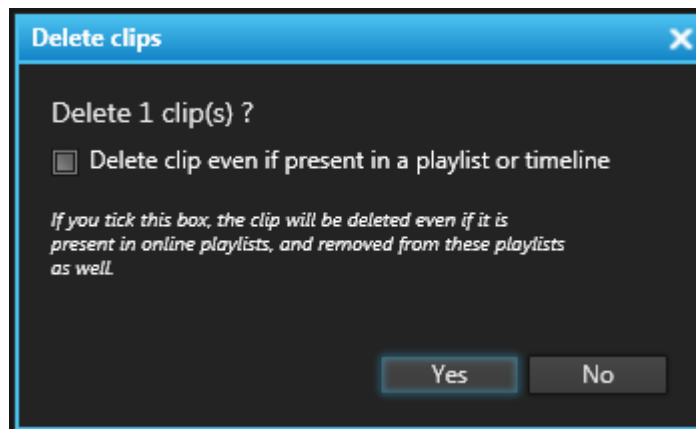 Delete clips
Delete 1 clip(s) ?
Delete clip even if present in a playlist or timeline
If you tick this box, the clip will be deleted even if it is
present in online playlists, and removed from these playlists
as well.
Yes
No